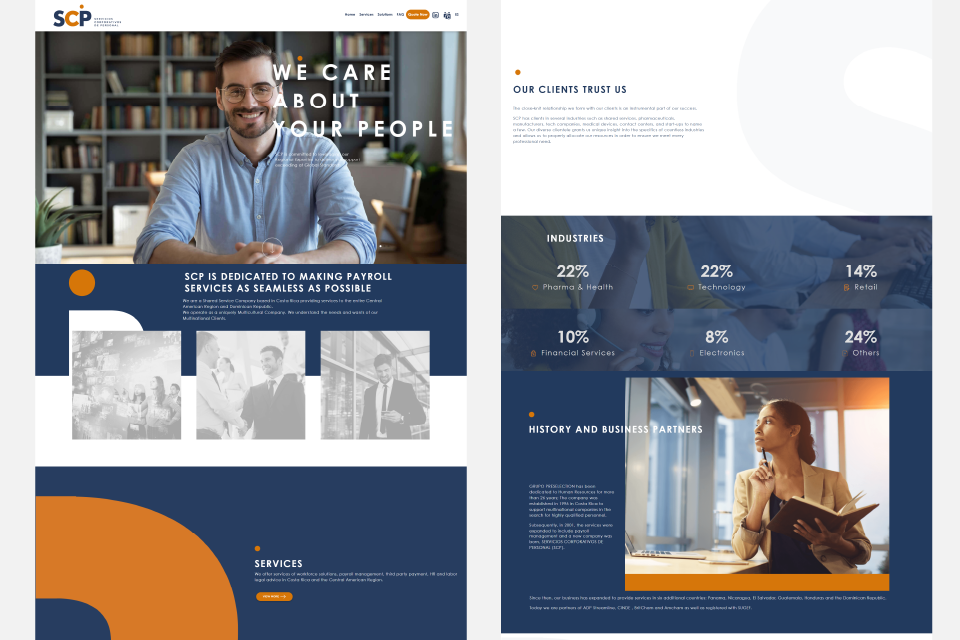 SCP
SERVICIOS
CORPORATIVOS
DE PERSONAL
Home Services Solutions FAQ Quote Now ES
WE CARE
ABOUT
YOUR PEOPLE
SCP IS DEDICATED TO MAKING PAYROLL
SERVICES AS SEAMLESS AS POSSIBLE
We are a Shared Service Company based in Costa Rica providing services to the entire Central
American Region and Dominican Republic.
We operate as a uniquely Multicultural Company. We understand the needs and wants of our
Multinational Clients.
SERVICES
We offer services of workforce solutions, payroll management, third party payment, HR and labor
legal advice in Costa Rica and the Central American Region
VIEW MORE
OUR CLIENTS TRUST US
The close-knit relationship we form with our clients is an instrumental part of our success.
SCP has clients in several industries such as shared services, pharmaceuticals,
manufacturers, tech companies, medical devices, contact centers, and start-ups to name
a few. Our diverse clientele grants us unique insight into the specifics of countless industries
and allows us to properly allocate our resources in order to ensure we meet every
professional need.
INDUSTRIES
22% 22% 14%
Pharma & Health Technology Retail
10% 8% 24%
Financial Services Electronics Others
HISTORY AND BUSINESS PARTNERS
GRUPO PRESELECTION has been
dedicated to Human Resources for more
than 26 years. The company was
established in 1996 in Costa Rica to
support multinational companies in the
search for highly qualified personnel.
Subsequently, in 2001, the services were
expanded to include payroll
management and a new company was
born, SERVICIOS CORPORATIVOS DE
PERSONAL (SCP).
Since then, our business has expanded to provide services in six additional countries: Panama, Nicaragua, El Salvador, Guatemala, Honduras and the Dominican Republic.
Today we are partners of ADP Streamline, CINDE, EdiCham and Amcham as well as registered with SUGEF.